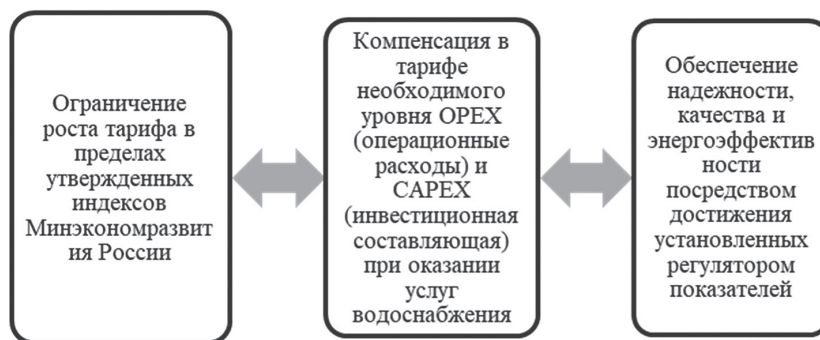 Ограничение
роста тарифа в
пределах
утвержденных
индексов
Минэкономразвит
ия России
Компенсация в
тарифе
необходимого
уровня OPEX
(операционные
расходы) и
CAPEX
(инвестиционная
составляющая)
при оказании
услуг
водоснабжения
Обеспечение
надежности,
качества и
энергоэффектив
ности
посредством
достижения
установленных
регулятором
показателей